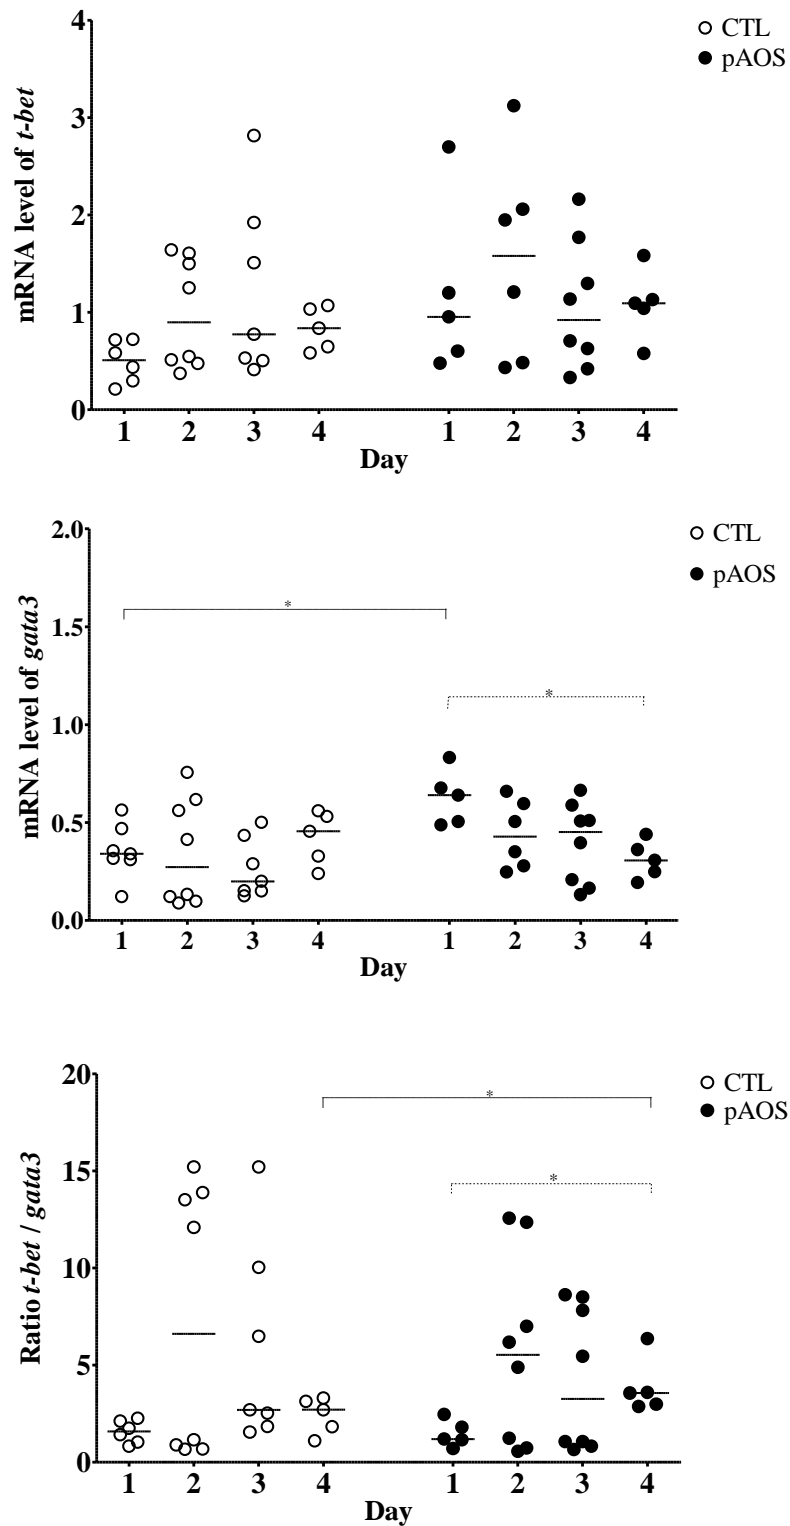 4
CTL
pAOS
3
2
1
0
mRNA level of t-bet
1 2 3 4 1 2 3 4
Day
2.0
CTL
pAOS
*
1.5
*
1.0
0.5
0.0
mRNA level of gata3
1 2 3 4 1 2 3 4
Day
20
CTL
pAOS
*
*
15
10
5
0
Ratio t-bet / gata3
1 2 3 4 1 2 3 4
Day